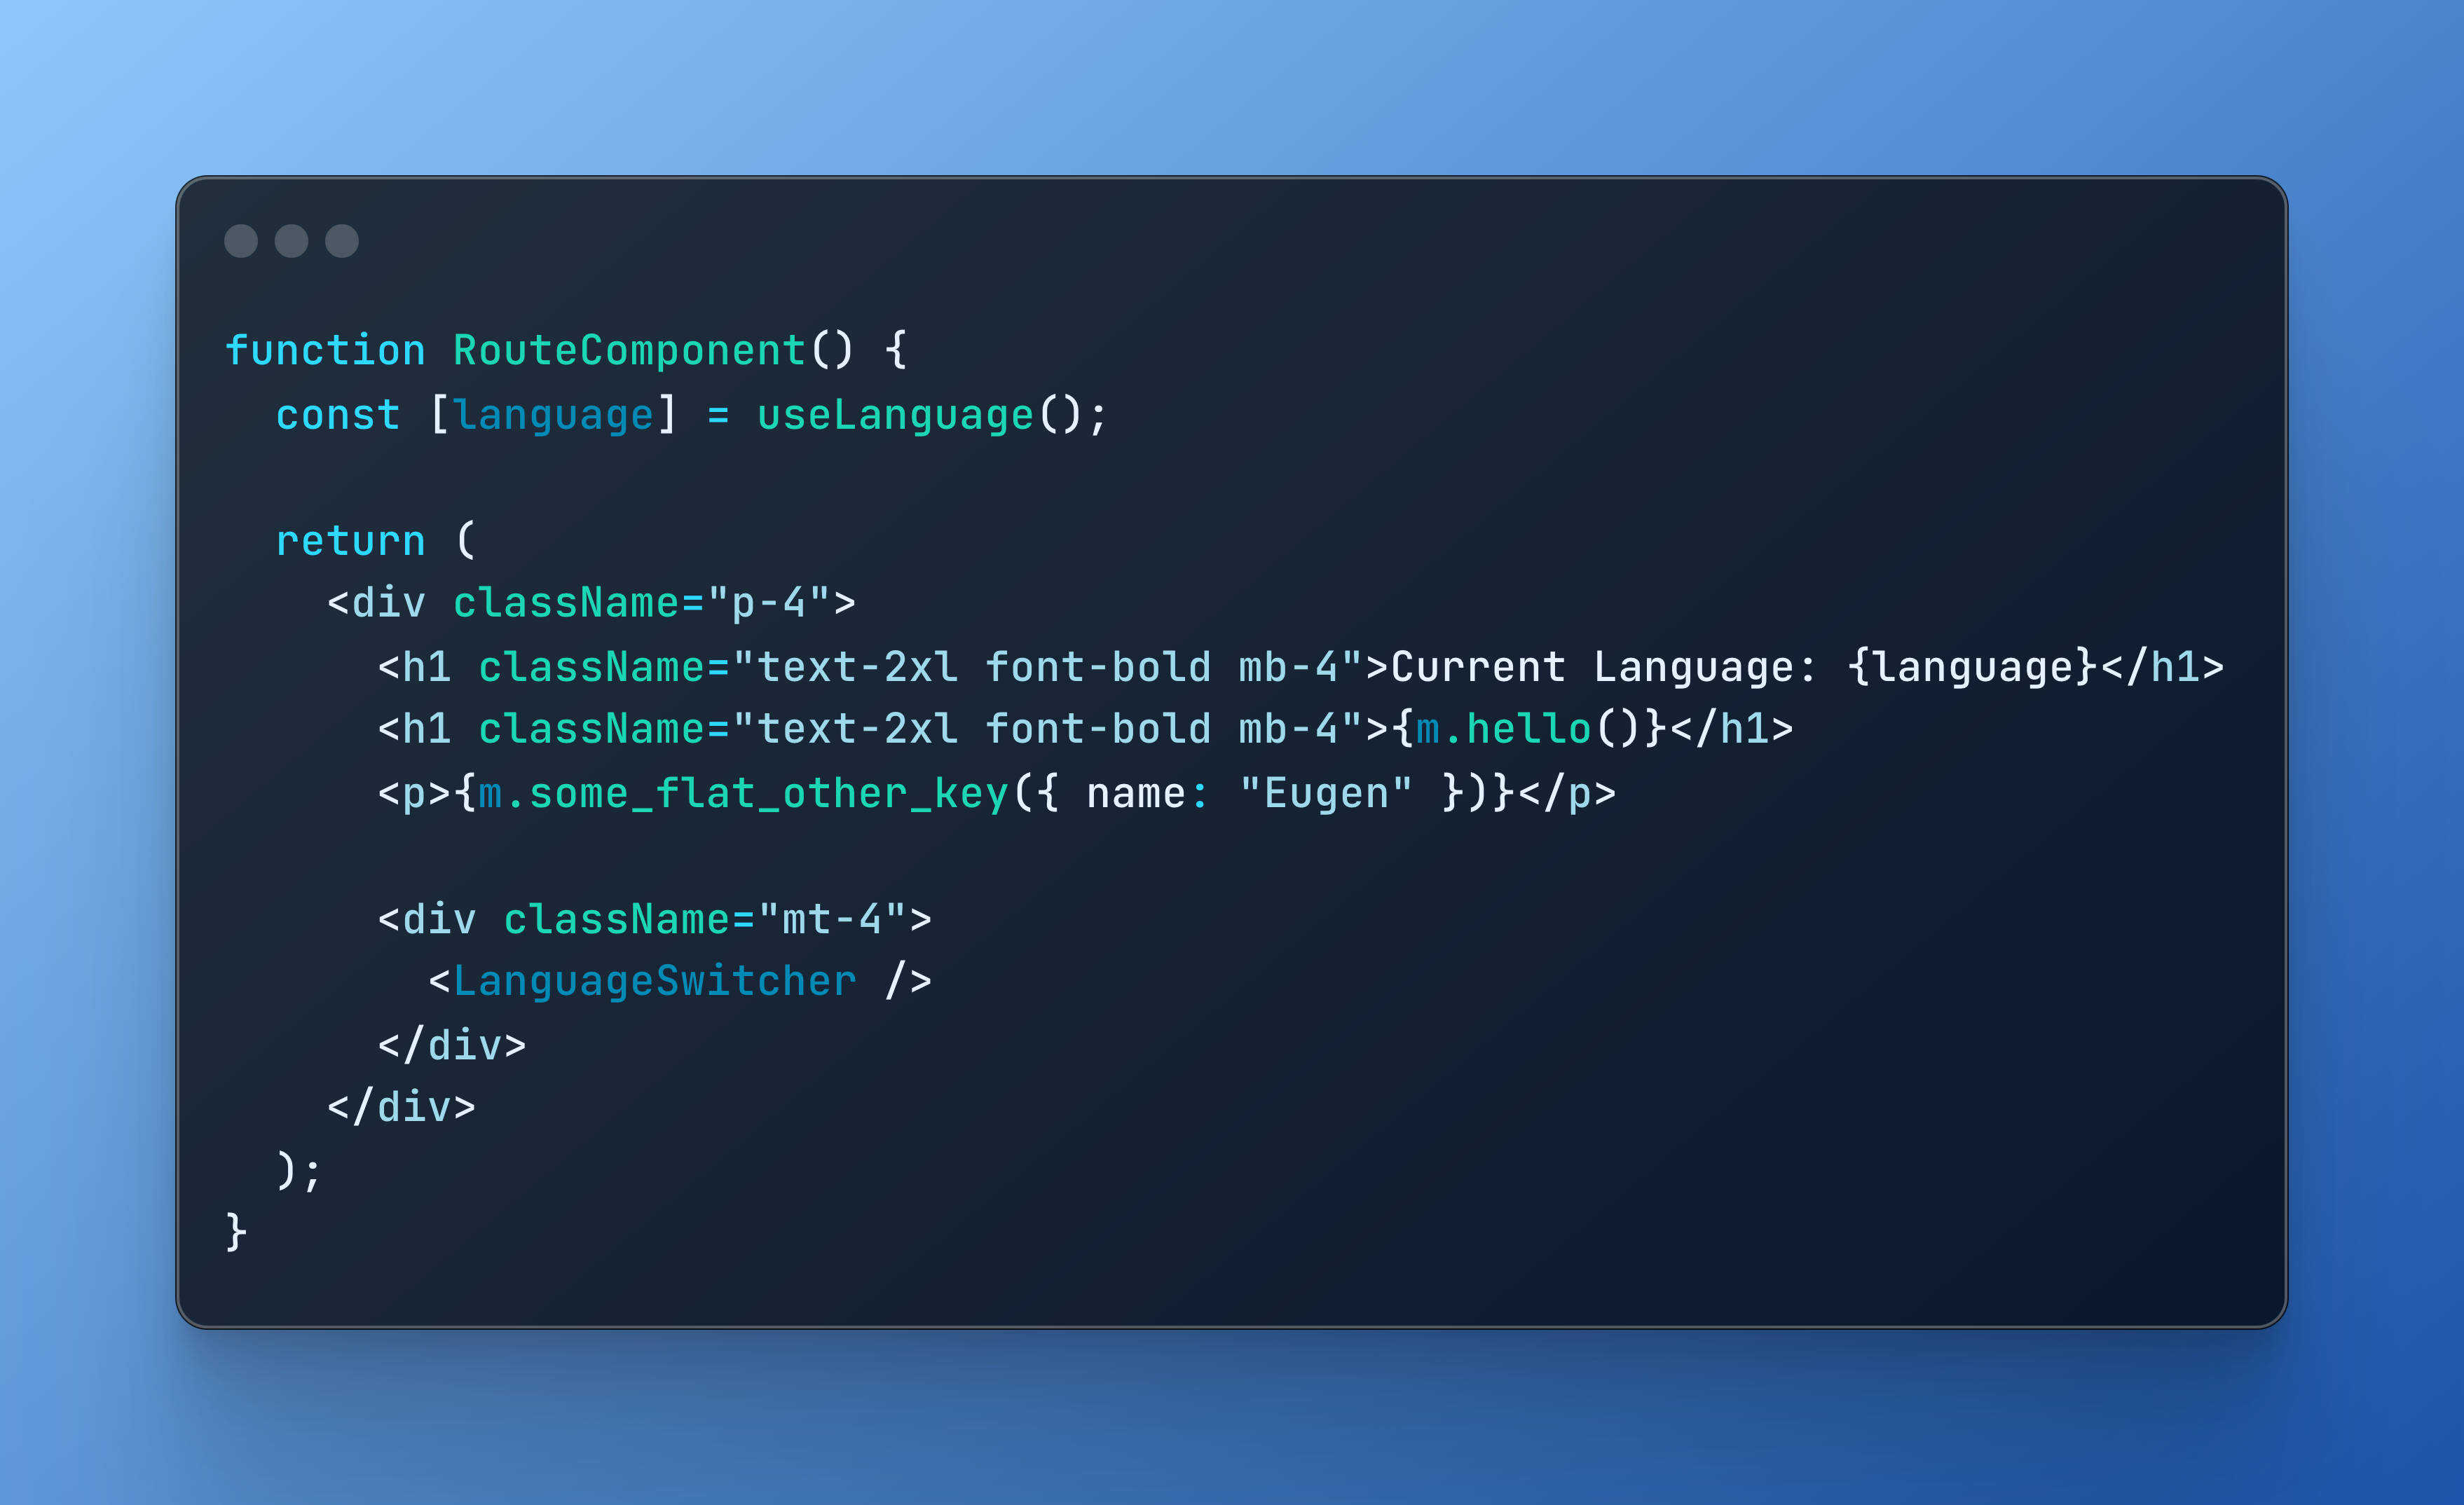 function RouteComponent() {
  const [language] = useLanguage();

  return (
    <div className="p-4">
      <h1 className="text-2xl font-bold mb-4">Current Language: {language}</h1>
      <h1 className="text-2xl font-bold mb-4">{m.hello()}</h1>
      <p>{m.some_flat_other_key({ name: "Eugen" })}</p>

      <div className="mt-4">
        <LanguageSwitcher />
      </div>
    </div>
  );
}